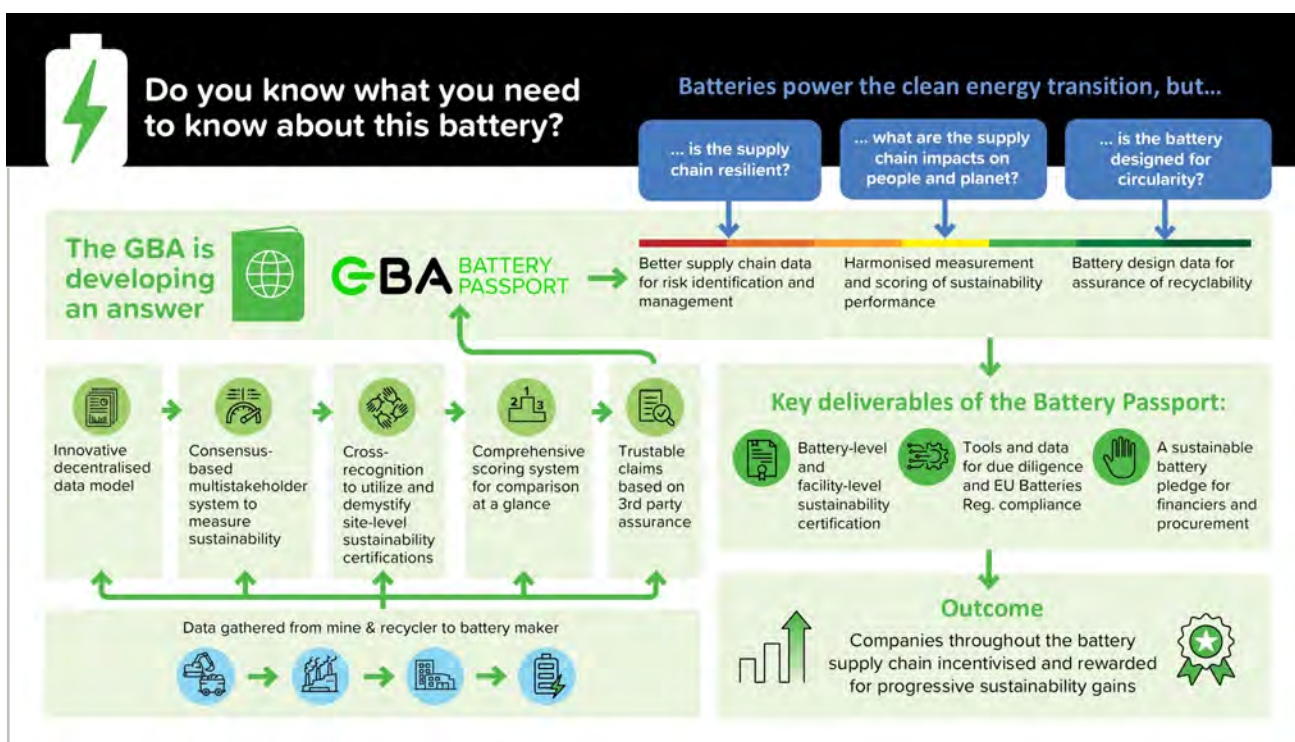 Do you know what you need
to know about this battery?
Batteries power the clean energy transition, but...
... is the supply
chain resilient?
... what are the supply
chain impacts on
people and planet?
... is the battery
designed for
circularity?
The GBA is
developing
an answer
GBA BATTERY
PASSPORT
Better supply chain data
for risk identification and
management
Harmonised measurement
and scoring of sustainability
performance
Battery design data for
assurance of recyclability
Innovative
decentralised
data model
Consensus-
based
multistakeholder
system to
measure
sustainability
Cross-
recognition
to utilize and
demystify
site-level
sustainability
certifications
2 1 3
Comprehensive
scoring system
for comparison
at a glance
Trustable
claims
based on
3rd party
assurance
Data gathered from mine & recycler to battery maker
Key deliverables of the Battery Passport:
Battery-level
and
facility-level
sustainability
certification
Tools and data
for due diligence
and EU Batteries
Reg. compliance
A sustainable
battery
pledge for
financiers and
procurement
Outcome
Companies throughout the battery
supply chain incentivised and rewarded
for progressive sustainability gains